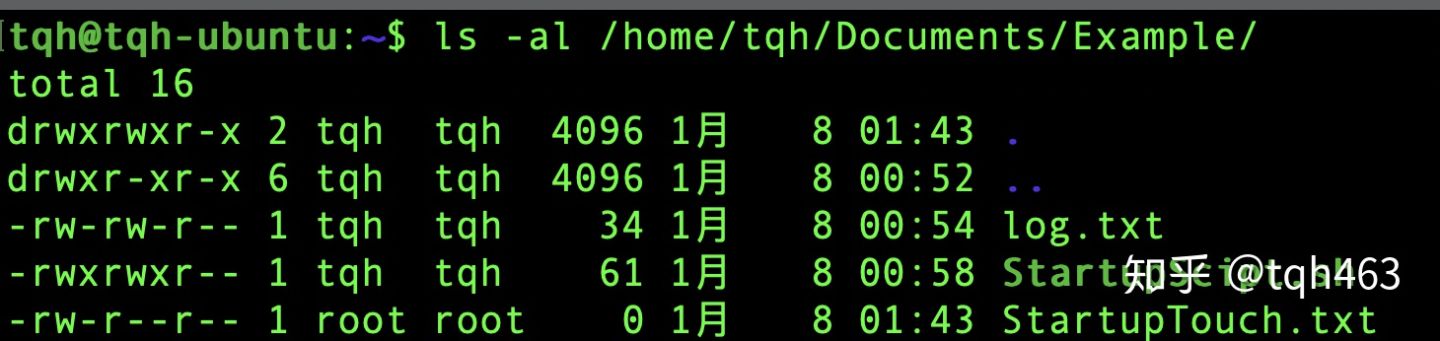 tqh@tqh-ubuntu:~$ ls -al /home/tqh/Documents/Example/
total 16
drwxrwxr-x 2 tqh tqh 4096 1月 8 01:43 .
drwxr-xr-x 6 tqh tqh 4096 1月 8 00:52 ..
-rw-rw-r-- 1 tqh tqh 34 1月 8 00:54 log.txt
-rwxrwxr-- 1 tqh tqh 61 1月 8 00:58
知乎 @tqh463
-rw-r--r-- 1 root root 0 1月 8 01:43 StartupTouch.txt